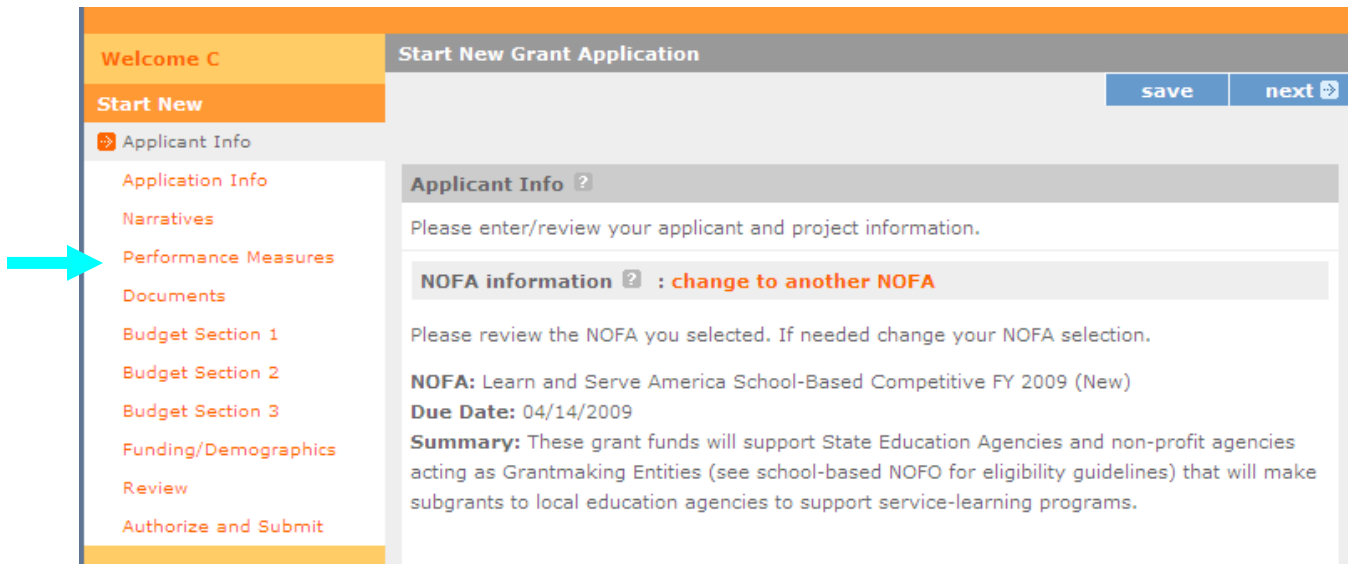 Welcome C
Start New
Applicant Info
Application Info
Narratives
Performance Measures
Documents
Budget Section 1
Budget Section 2
Budget Section 3
Funding/Demographics
Review
Authorize and Submit
Start New Grant Application
save
next
Applicant Info ?
Please enter/review your applicant and project information.
NOFA information ? : change to another NOFA
Please review the NOFA you selected. If needed change your NOFA selection.
NOFA: Learn and Serve America School-Based Competitive FY 2009 (New)
Due Date: 04/14/2009
Summary: These grant funds will support State Education Agencies and non-profit agencies
acting as Grantmaking Entities (see school-based NOFO for eligibility guidelines) that will make
subgrants to local education agencies to support service-learning programs.